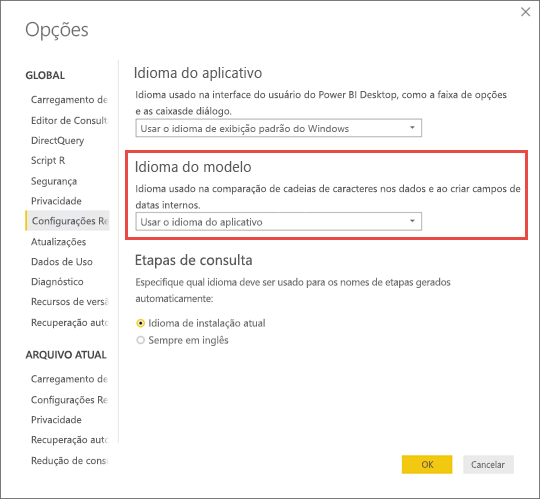 Opções
GLOBAL
Carregamento de
Editor de Consult
DirectQuery
Script R
Segurança
Privacidade
Configurações Re
Atualizações
Dados de Uso
Diagnóstico
Recursos de versã
Recuperação auto
ARQUIVO ATUAL
Carregamento de
Configurações Re
Privacidade
Recuperação auto
Redução de cons
Idioma do aplicativo
Idioma usado na interface do usuário do Power BI Desktop, como a faixa de opções
e as caixasde diálogo.
Usar o idioma de exibição padrão do Windows
Idioma do modelo
Idioma usado na comparação de cadeias de caracteres nos dados e ao criar campos de
datas internos.
Usar o idioma do aplicativo
Etapas de consulta
Especifique qual idioma deve ser usado para os nomes de etapas gerados
automaticamente:
Idioma de instalação atual
Sempre em inglês
OK
Cancelar